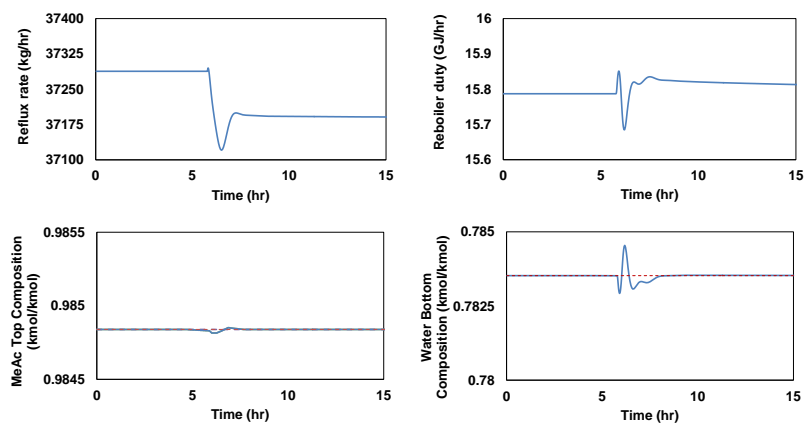 37400
37325
37250
37175
37100
Reflux rate (kg/hr)
0 5 10 15
Time (hr)
16
15.9
15.8
15.7
15.6
Reboiler duty (GJ/hr)
0 5 10 15
Time (hr)
0.9855
0.985
0.9845
MeAc Top Composition
(kmol/kmol)
0 5 10 15
Time (hr)
0.785
0.7825
0.78
Water Bottom
Composition (kmol/kmol)
0 5 10 15
Time (hr)